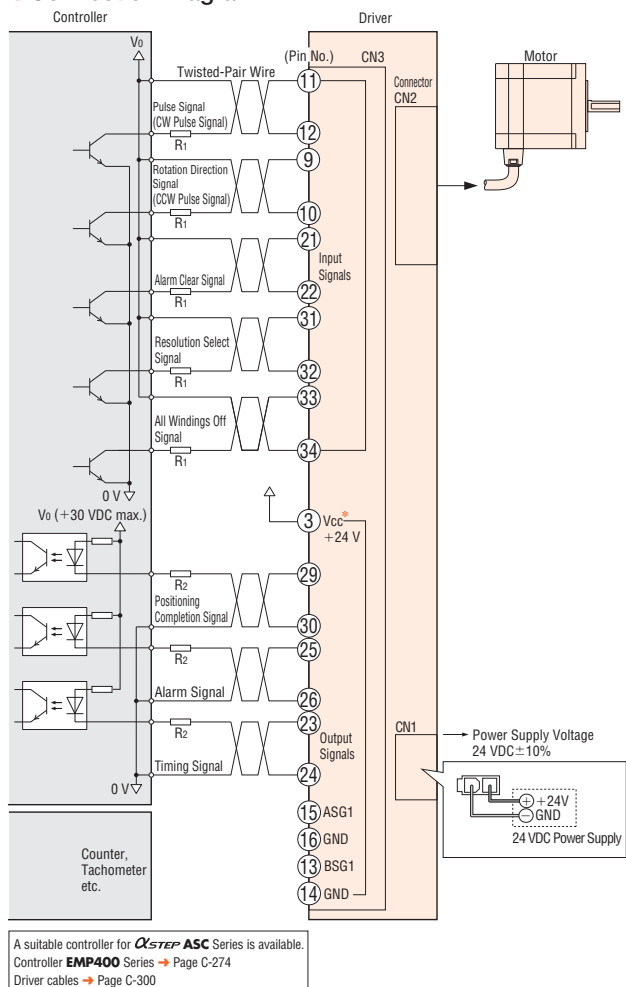 Controller
Driver
V0
(Pin No.)
CN3
Motor
Twisted-Pair Wire
11
Connector
CN2
Pulse Signal
(CW Pulse Signal)
R1
12
9
Rotation Direction
Signal
(CCW Pulse Signal)
R1
10
21
Input
Signals
Alarm Clear Signal
R1
22
31
Resolution Select
Signal
R1
32
33
All Windings Off
Signal
R1
34
0 V
V0 (+30 VDC max.)
3 Vcc*
+24 V
29
R2
Positioning
Completion Signal
30
25
R2
Alarm Signal
26
23
R2
Output
Signals
Timing Signal
24
0 V
CN1
Power Supply Voltage
24 VDC±10%
+24V
GND
24 VDC Power Supply
15 ASG1
16 GND
13 BSG1
14 GND
Counter,
Tachometer
etc.
A suitable controller for αSTEP ASC Series is available.
Controller EMP400 Series → Page C-274
Driver cables → Page C-300